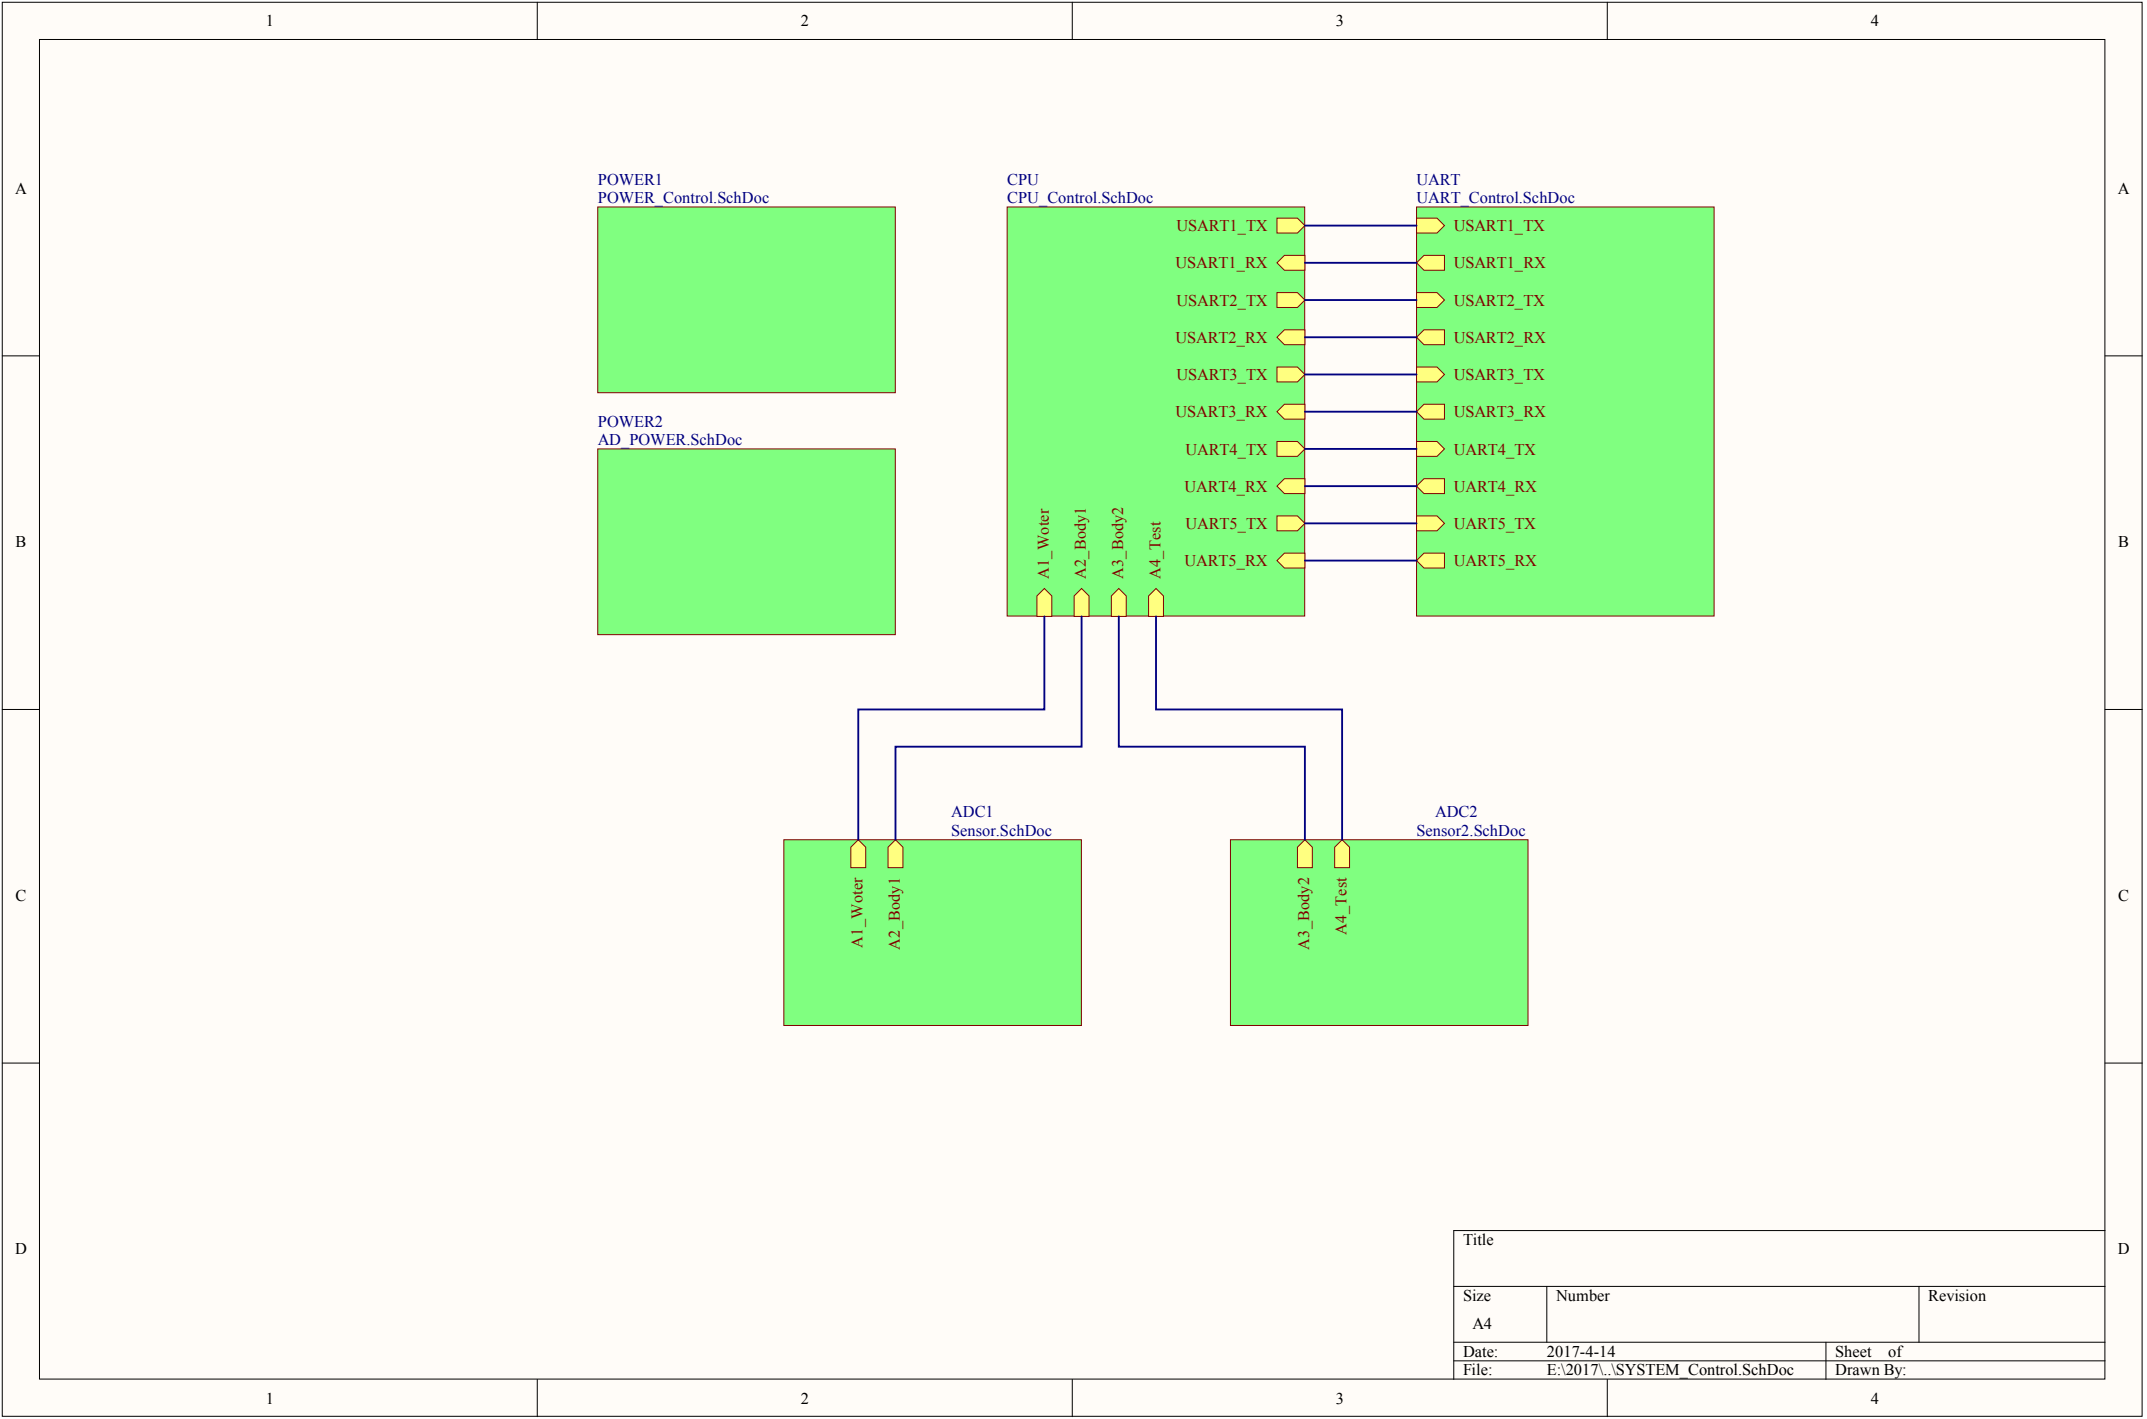 1 2 3 4
A A
POWER1
POWER_Control.SchDoc
CPU
CPU_Control.SchDoc
USART1_TX
USART1_RX
USART2_TX
USART2_RX
USART3_TX
USART3_RX
UART4_TX
UART4_RX
UART5_TX
UART5_RX
A1_Woter
A2_Body1
A3_Body2
A4_Test
UART
UART_Control.SchDoc
USART1_TX
USART1_RX
USART2_TX
USART2_RX
USART3_TX
USART3_RX
UART4_TX
UART4_RX
UART5_TX
UART5_RX
POWER2
AD_POWER.SchDoc
B B
ADC1
Sensor.SchDoc
A1_Woter
A2_Body1
ADC2
Sensor2.SchDoc
A3_Body2
A4_Test
C C
D D
Title
Size Number Revision
A4
Date: 2017-4-14 Sheet of
File: E:\2017\..\SYSTEM_Control.SchDoc Drawn By:
1 2 3 4